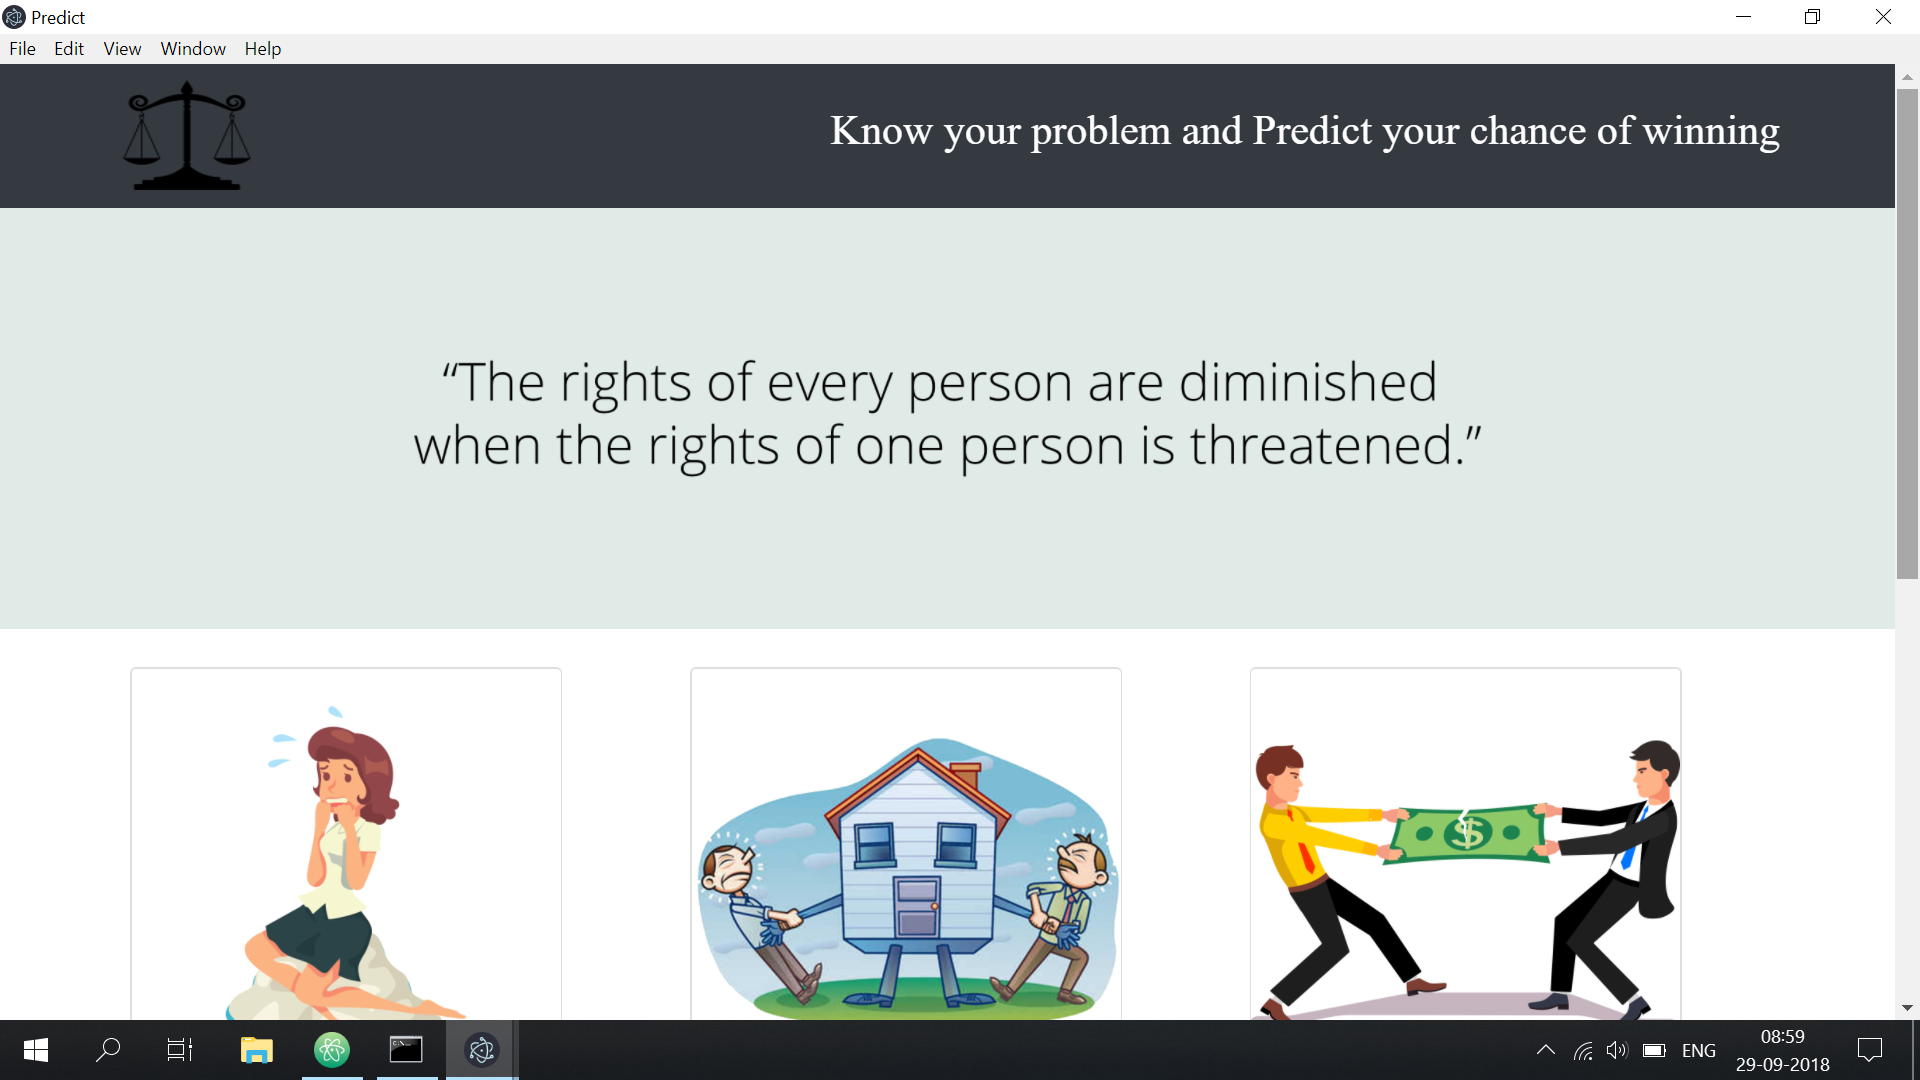 Predict
File Edit View Window Help
Know your problem and Predict your chance of winning
“The rights of every person are diminished
when the rights of one person is threatened.”
$
ENG
08:59
29-09-2018